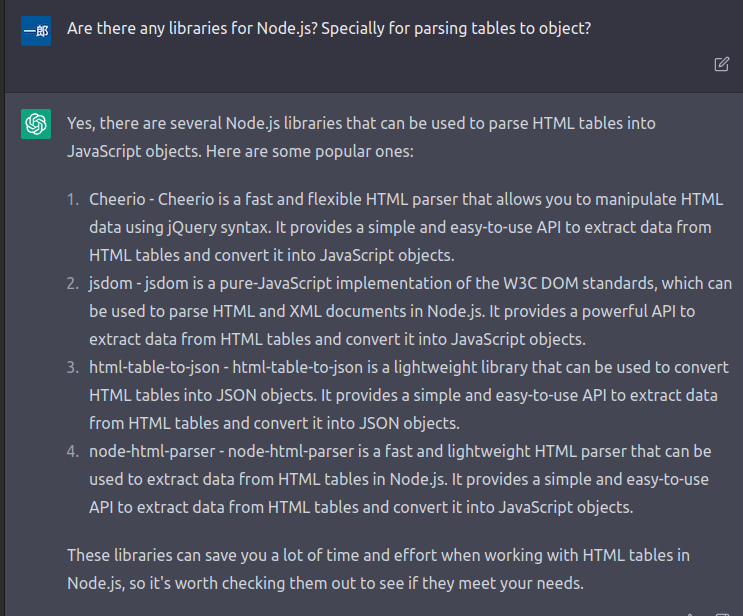 一郎
Are there any libraries for Node.js? Specially for parsing tables to object?
Yes, there are several Node.js libraries that can be used to parse HTML tables into
JavaScript objects. Here are some popular ones:
1. Cheerio - Cheerio is a fast and flexible HTML parser that allows you to manipulate HTML
data using jQuery syntax. It provides a simple and easy-to-use API to extract data from
HTML tables and convert it into JavaScript objects.
2. jsdom - jsdom is a pure-JavaScript implementation of the W3C DOM standards, which can
be used to parse HTML and XML documents in Node.js. It provides a powerful API to
extract data from HTML tables and convert it into JavaScript objects.
3. html-table-to-json - html-table-to-json is a lightweight library that can be used to convert
HTML tables into JSON objects. It provides a simple and easy-to-use API to extract data
from HTML tables and convert it into JSON objects.
4. node-html-parser - node-html-parser is a fast and lightweight HTML parser that can be
used to extract data from HTML tables in Node.js. It provides a simple and easy-to-use
API to extract data from HTML tables and convert it into JavaScript objects.
These libraries can save you a lot of time and effort when working with HTML tables in
Node.js, so it's worth checking them out to see if they meet your needs.